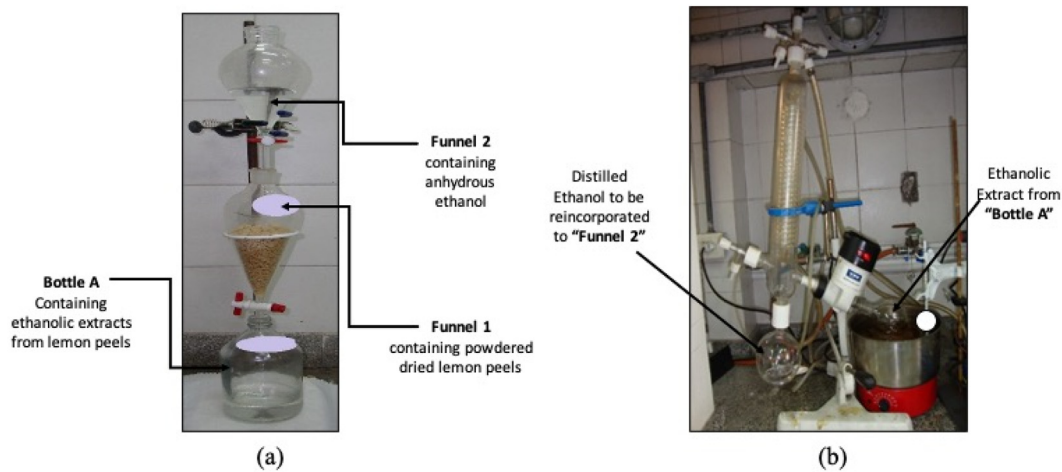 Funnel 2
containing
anhydrous
ethanol
Bottle A
Containing
ethanolic extracts
from lemon peels
Funnel 1
containing powdered
dried lemon peels
(a)
Distilled
Ethanol to be
reincorporated
to “Funnel 2”
Ethanolic
Extract from
“Bottle A”
(b)